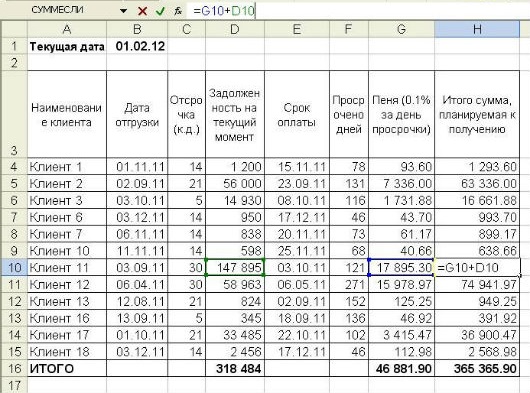 СУММЕСЛИ =G10+D10
A B C D E F G H
1 Текущая дата 01.02.12
2
3 Наименовани е клиента Дата отгрузки Отсро чка (к.д.) Задолжен ность на текущий момент Срок оплаты Проср очено дней Пеня (0.1% за день просрочки) Итого сумма, планируемая к получению
4 Клиент 1 01.11.11 14 1 200 15.11.11 78 93.60 1 293.60
5 Клиент 2 02.09.11 21 56 000 23.09.11 131 7 336.00 63 336.00
6 Клиент 3 03.10.11 5 14 930 08.10.11 116 1 731.88 16 661.88
7 Клиент 6 03.12.11 14 950 17.12.11 46 43.70 993.70
8 Клиент 7 06.11.11 14 838 20.11.11 73 61.17 899.17
9 Клиент 10 11.11.11 14 598 25.11.11 68 40.66 638.66
10 Клиент 11 03.09.11 30 147 895 03.10.11 121 17 895.30 =G10+D10
11 Клиент 12 06.04.11 30 58 963 06.05.11 271 15 978.97 74 941.97
12 Клиент 13 12.08.11 21 824 02.09.11 152 125.25 949.25
13 Клиент 16 13.09.11 5 345 18.09.11 136 46.92 391.92
14 Клиент 17 01.10.11 21 33 485 22.10.11 102 3 415.47 36 900.47
15 Клиент 18 03.12.11 14 2 456 17.12.11 46 112.98 2 568.98
16 ИТОГО 318 484 46 881.90 365 365.90
17